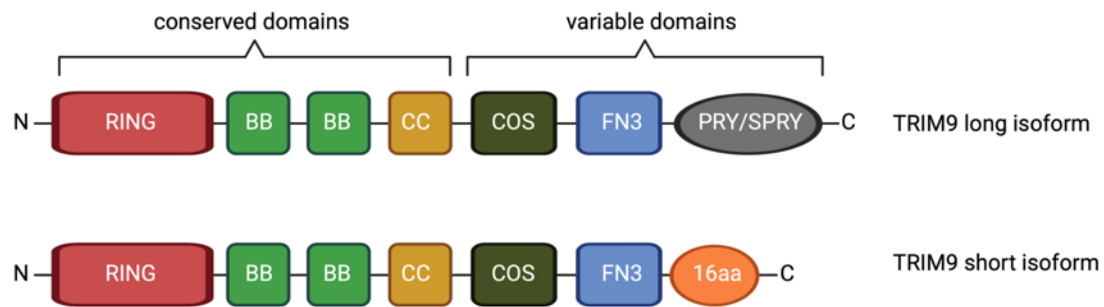 conserved domains variable domains
N RING BB BB CC COS FN3 PRY/SPRY C TRIM9 long isoform
N RING BB BB CC COS FN3 16aa C TRIM9 short isoform